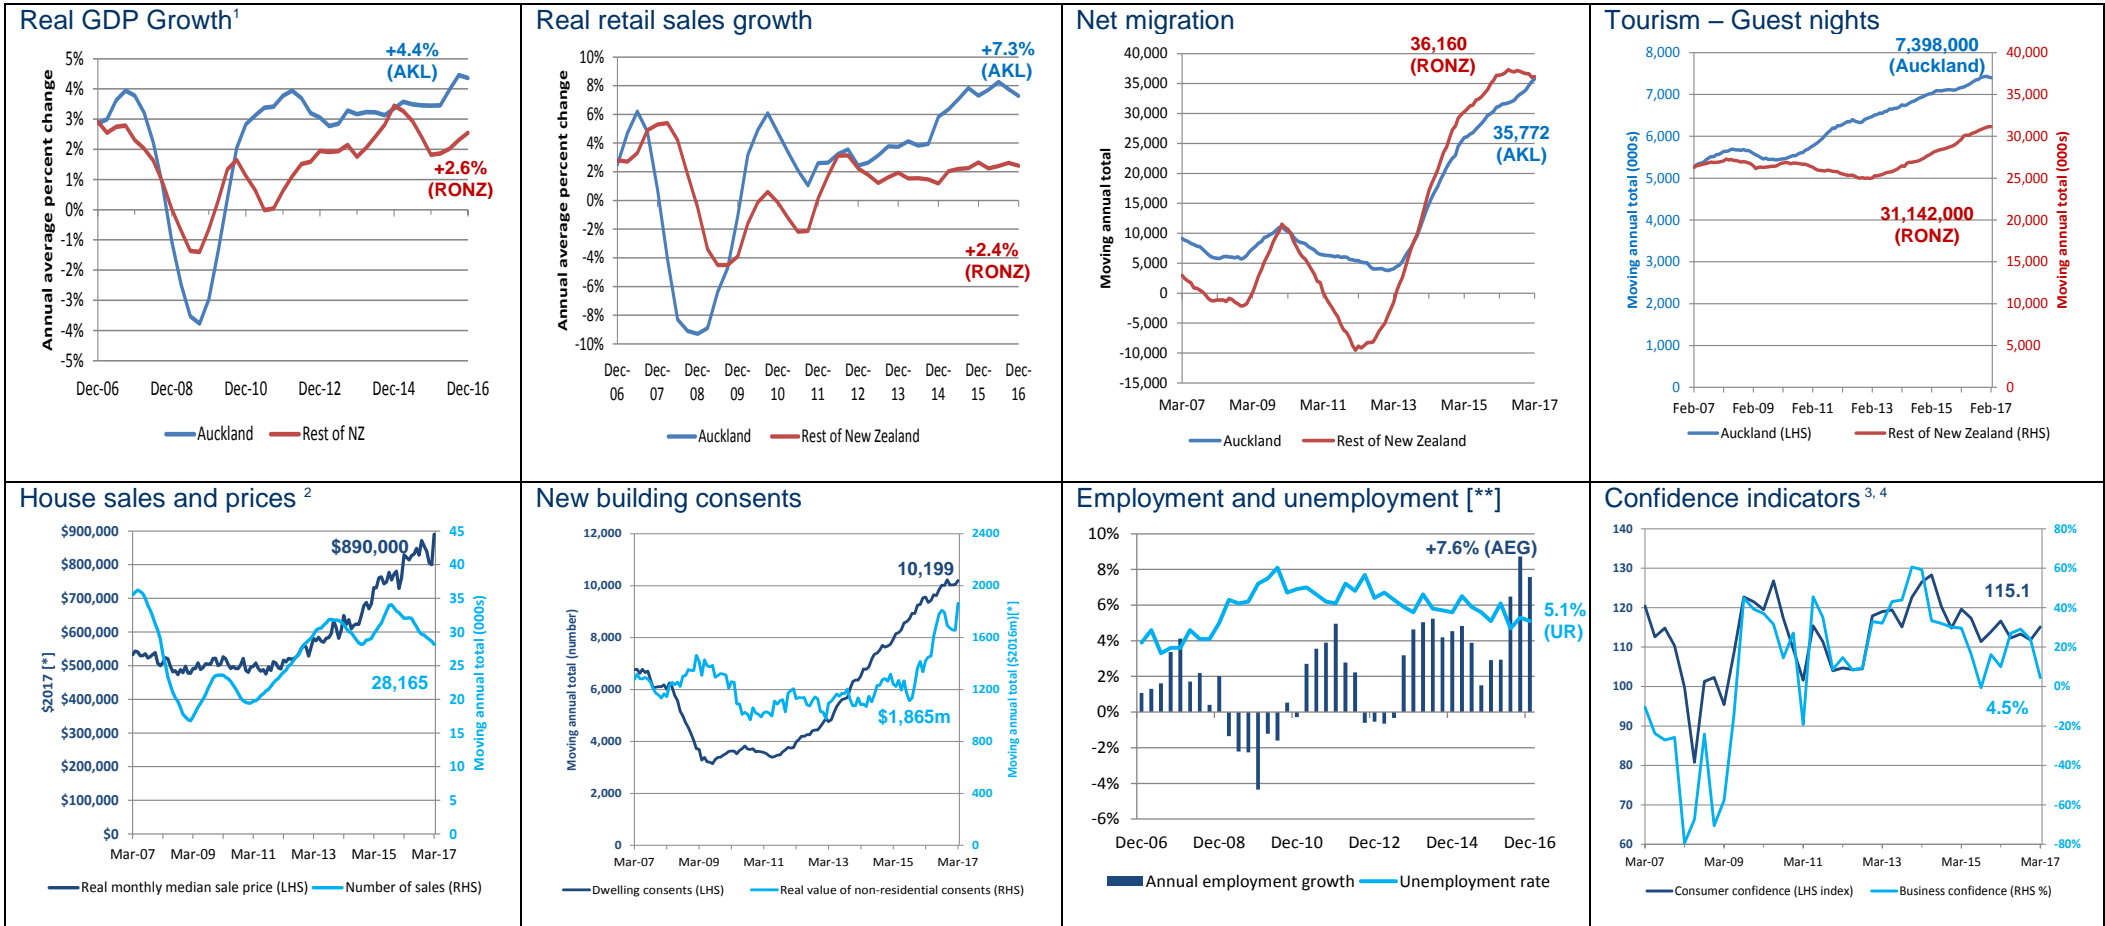 Real GDP Growth1
+4.4%
(AKL)
Annual average percent change
5%
4%
3%
2%
1%
0%
-1%
-2%
-3%
-4%
-5%
+2.6%
(RONZ)
Dec-06 Dec-08 Dec-10 Dec-12 Dec-14 Dec-16
Auckland Rest of NZ
Real retail sales growth
+7.3%
(AKL)
Annual average percent change
10%
8%
6%
4%
2%
0%
-2%
-4%
-6%
-8%
-10%
+2.4%
(RONZ)
Dec- Dec- Dec- Dec- Dec- Dec- Dec- Dec- Dec- Dec- Dec-
06 07 08 09 10 11 12 13 14 15 16
Auckland Rest of New Zealand
Net migration
36,160
(RONZ)
Moving annual total
40,000
35,000
30,000
25,000
20,000
15,000
10,000
5,000
0
-5,000
-10,000
-15,000
35,772
(AKL)
Mar-07 Mar-09 Mar-11 Mar-13 Mar-15 Mar-17
Auckland Rest of New Zealand
Tourism – Guest nights
7,398,000
(Auckland)
Moving annual total (000s)
8,000
7,000
6,000
5,000
4,000
3,000
2,000
1,000
0
31,142,000
(RONZ)
40,000
35,000
30,000
25,000
20,000
15,000
10,000
5,000
0
Moving annual total (000s)
Feb-07 Feb-09 Feb-11 Feb-13 Feb-15 Feb-17
Auckland (LHS) Rest of New Zealand (RHS)
House sales and prices 2
$2017 [*]
$900,000
$800,000
$700,000
$600,000
$500,000
$400,000
$300,000
$200,000
$100,000
$0
$890,000
28,165
45
40
35
30
25
20
15
10
5
0
Moving annual total (000s)
Mar-07 Mar-09 Mar-11 Mar-13 Mar-15 Mar-17
Real monthly median sale price (LHS) Number of sales (RHS)
New building consents
Moving annual total (number)
12,000
10,000
8,000
6,000
4,000
2,000
0
10,199
$1,865m
2400
2000
1600
1200
800
400
0
Moving annual total ($2016m)[*]
Mar-07 Mar-09 Mar-11 Mar-13 Mar-15 Mar-17
Dwelling consents (LHS) Real value of non-residential consents (RHS)
Employment and unemployment [**]
10%
8%
6%
4%
2%
0%
-2%
-4%
-6%
+7.6% (AEG)
5.1%
(UR)
Dec-06 Dec-08 Dec-10 Dec-12 Dec-14 Dec-16
Annual employment growth Unemployment rate
Confidence indicators 3, 4
140
130
120
110
100
90
80
70
60
115.1
4.5%
80%
60%
40%
20%
0%
-20%
-40%
-60%
-80%
Mar-07 Mar-09 Mar-11 Mar-13 Mar-15 Mar-17
Consumer confidence (LHS index) Business confidence (RHS %)